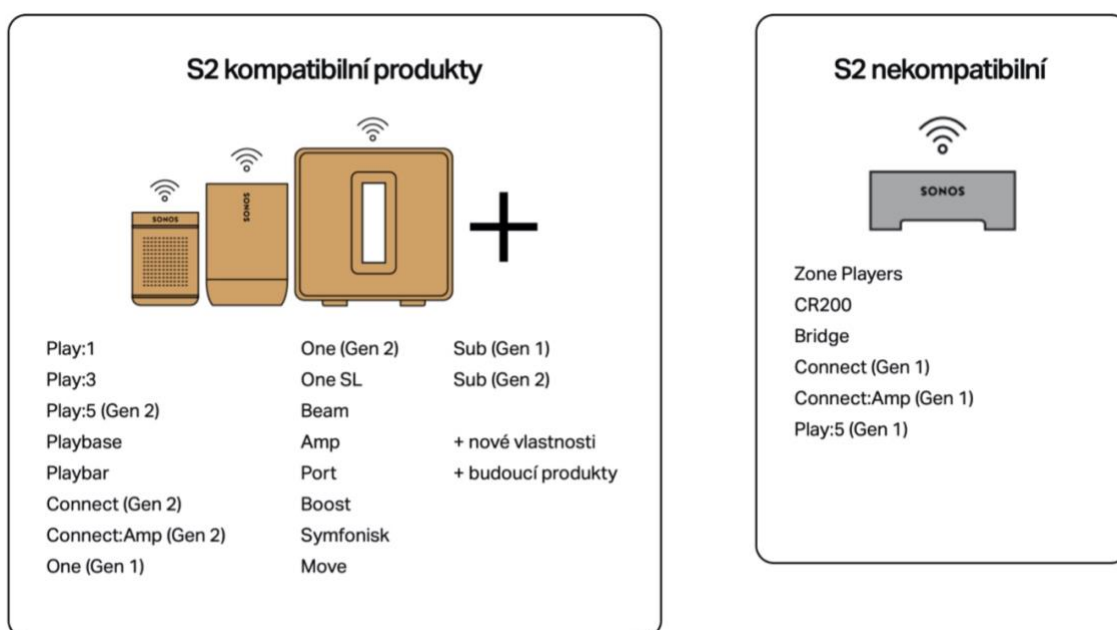 S2 kompatibilní produkty
SONOS
SONOS
Play:1
Play:3
Play:5 (Gen 2)
Playbase
Playbar
Connect (Gen 2)
Connect:Amp (Gen 2)
One (Gen 1)
One (Gen 2)
One SL
Beam
Amp
Port
Boost
Symfonisk
Move
Sub (Gen 1)
Sub (Gen 2)
+ nové vlastnosti
+ budoucí produkty
S2 nekompatibilní
SONOS
Zone Players
CR200
Bridge
Connect (Gen 1)
Connect:Amp (Gen 1)
Play:5 (Gen 1)